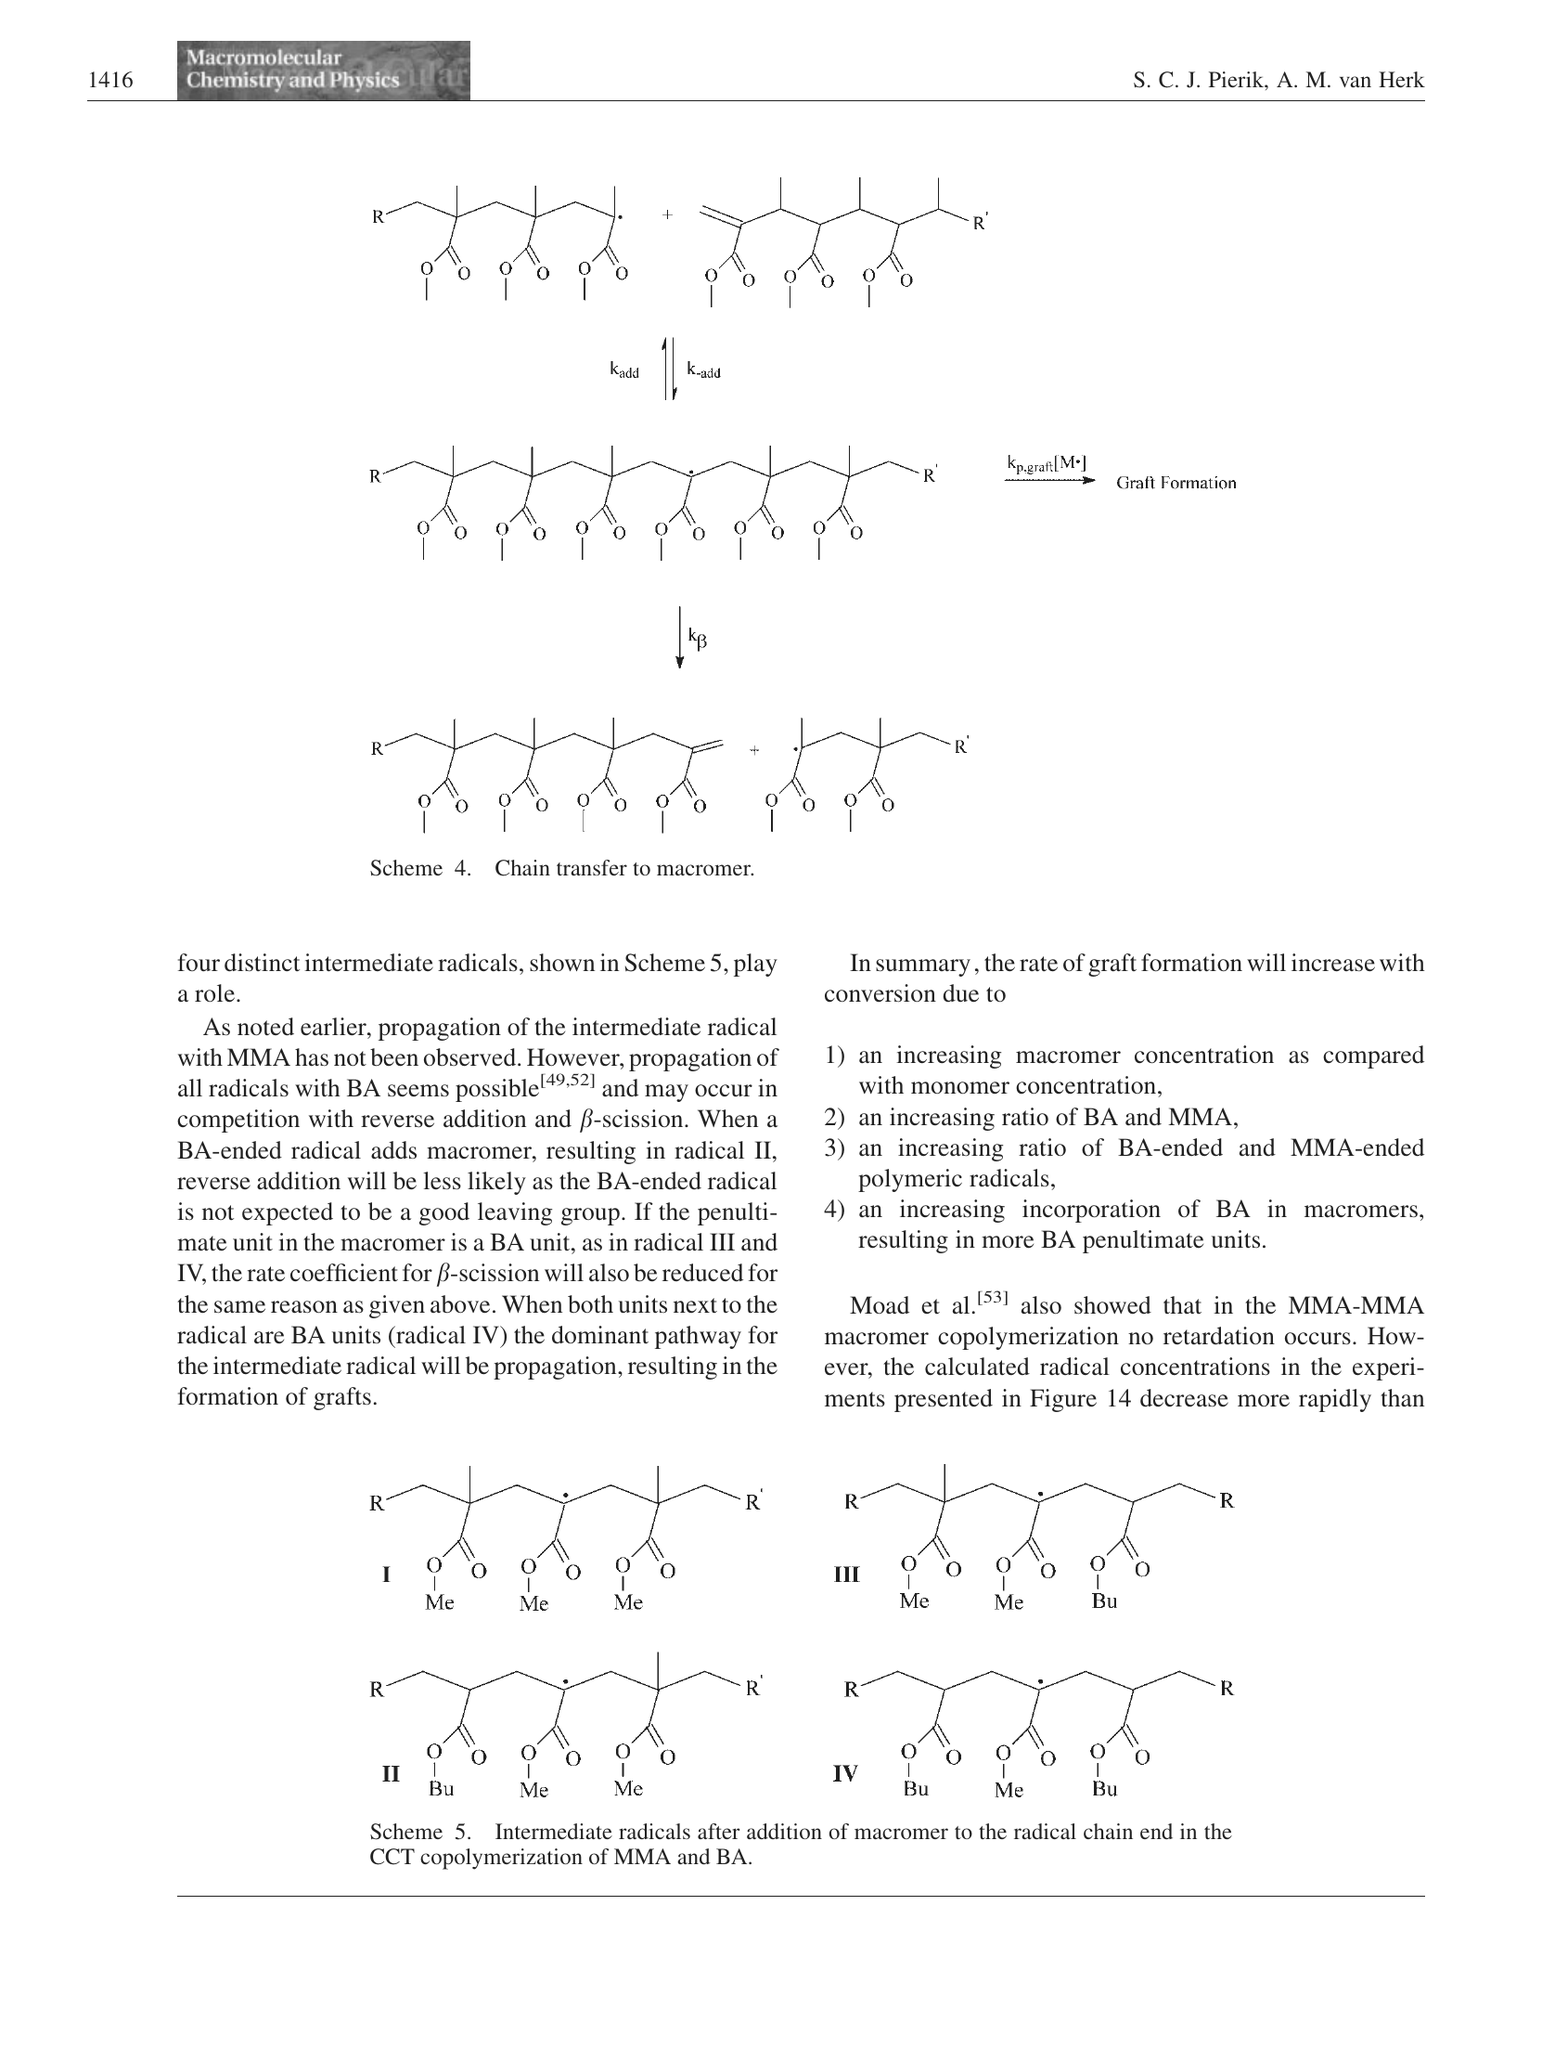 1416
Macromolecular
Chemistry and Physics
S. C. J. Pierik, A. M. van Herk
R
+
R'
O O O O O O
O O O O O O
kadd
k-add
R
R'
kp,graft[M•]
Graft Formation
O O O O O O O O O O O O
kβ
R
+
R'
O O O O O O O O
O O O O
Scheme 4. Chain transfer to macromer.
four distinct intermediate radicals, shown in Scheme 5, play
a role.
As noted earlier, propagation of the intermediate radical
with MMA has not been observed. However, propagation of
all radicals with BA seems possible[49,52] and may occur in
competition with reverse addition and β-scission. When a
BA-ended radical adds macromer, resulting in radical II,
reverse addition will be less likely as the BA-ended radical
is not expected to be a good leaving group. If the penulti-
mate unit in the macromer is a BA unit, as in radical III and
IV, the rate coefficient for β-scission will also be reduced for
the same reason as given above. When both units next to the
radical are BA units (radical IV) the dominant pathway for
the intermediate radical will be propagation, resulting in the
formation of grafts.
In summary, the rate of graft formation will increase with
conversion due to
1) an increasing macromer concentration as compared
with monomer concentration,
2) an increasing ratio of BA and MMA,
3) an increasing ratio of BA-ended and MMA-ended
polymeric radicals,
4) an increasing incorporation of BA in macromers,
resulting in more BA penultimate units.
Moad et al.[53] also showed that in the MMA-MMA
macromer copolymerization no retardation occurs. How-
ever, the calculated radical concentrations in the experi-
ments presented in Figure 14 decrease more rapidly than
R
R'
O O O O O O
I
Me Me Me
R
R
O O O O O O
III
Me Me Bu
R
R'
O O O O O O
II
Bu Me Me
R
R
O O O O O O
IV
Bu Me Bu
Scheme 5. Intermediate radicals after addition of macromer to the radical chain end in the
CCT copolymerization of MMA and BA.